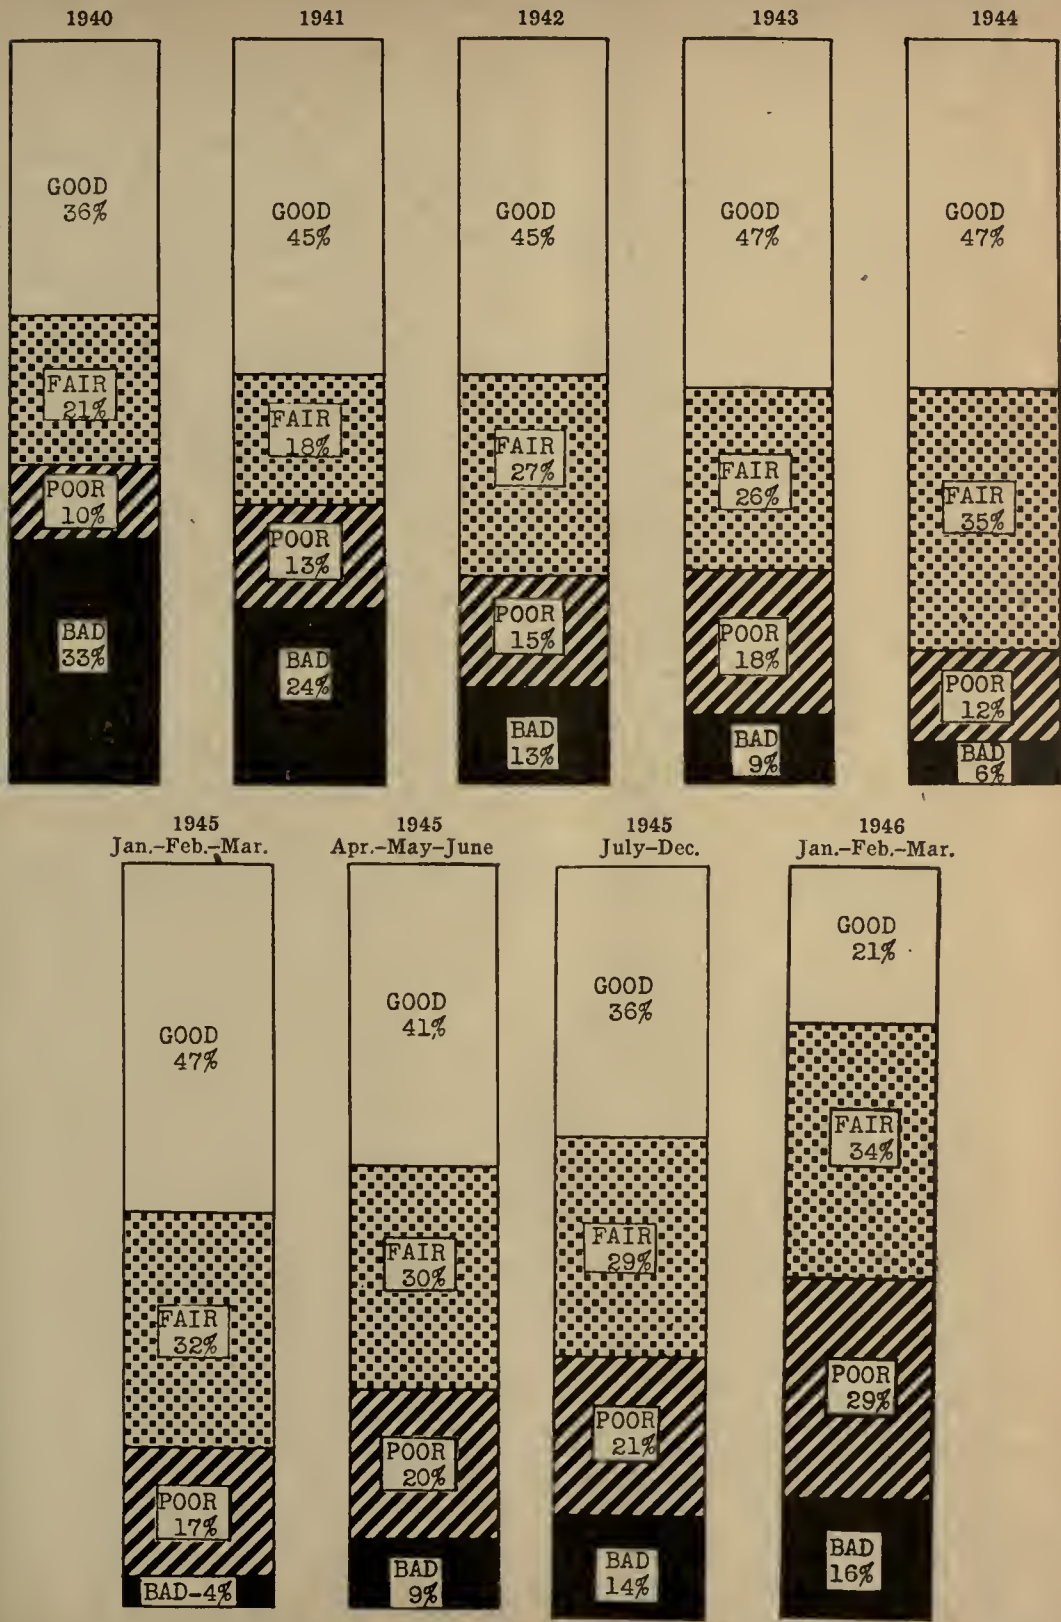 1940
GOOD
36%
FAIR
21%
POOR
10%
BAD
33%
1941
GOOD
45%
FAIR
18%
POOR
13%
BAD
24%
1942
GOOD
45%
FAIR
27%
POOR
15%
BAD
13%
1943
GOOD
47%
FAIR
26%
POOR
18%
BAD
9%
1944
GOOD
47%
FAIR
35%
POOR
12%
BAD
6%
1945
Jan.-Feb.-Mar.
GOOD
47%
FAIR
32%
POOR
17%
BAD-4%
1945
Apr.-May-June
GOOD
41%
FAIR
30%
POOR
20%
BAD
9%
1945
July-Dec.
GOOD
36%
FAIR
29%
POOR
21%
BAD
14%
1946
Jan.-Feb.-Mar.
GOOD
21%
FAIR
34%
POOR
29%
BAD
16%